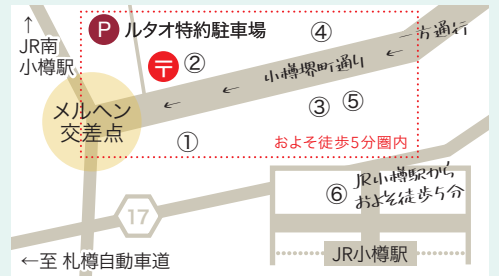 ↑
JR南
小樽駅
P ルタオ特約駐車場
④
一方通行
〒 ②
← ← 小樽堺町通り ←
③ ⑤
メルヘン
交差点
①
およそ徒歩5分圏内
⑥
JR小樽駅から
およそ徒歩5分
17
←至 札樽自動車道
JR小樽駅